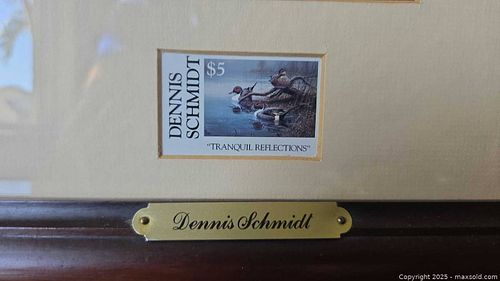 DENNIS
SCHMIDT
$5
"TRANQUIL REFLECTIONS"
Dennis Schmidt
Copyright 2025 - maxsold.com